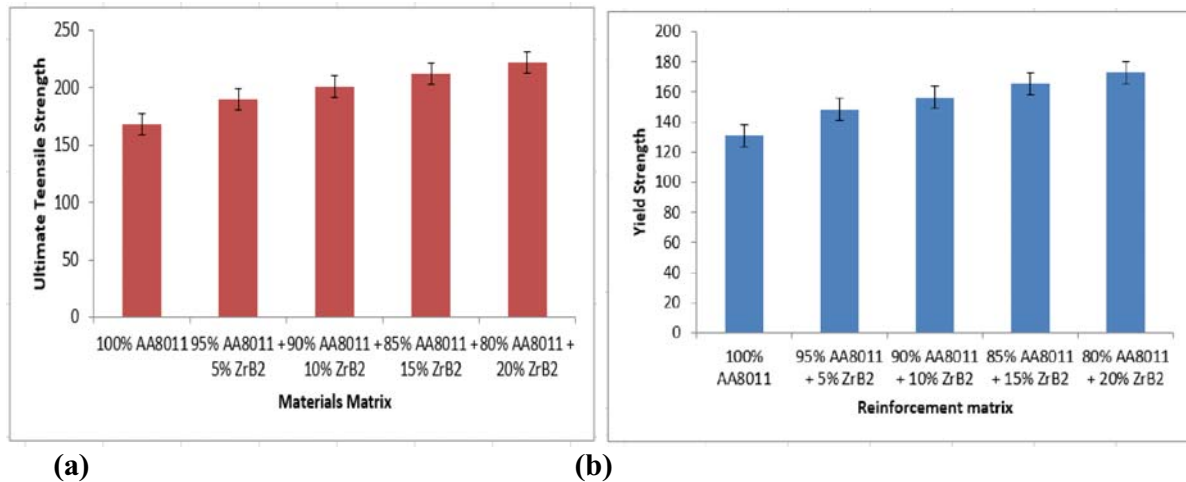 Ultimate Teensile Strength
250
200
150
100
50
0
100% AA8011 95% AA8011 + 90% AA8011 + 85% AA8011 + 80% AA8011 +
5% ZrB2 10% ZrB2 15% ZrB2 20% ZrB2
Materials Matrix
(a)
Yield Strength
200
180
160
140
120
100
80
60
40
20
0
100% 95% AA8011 90% AA8011 85% AA8011 80% AA8011
AA8011 + 5% ZrB2 + 10% ZrB2 + 15% ZrB2 + 20% ZrB2
Reinforcement matrix
(b)